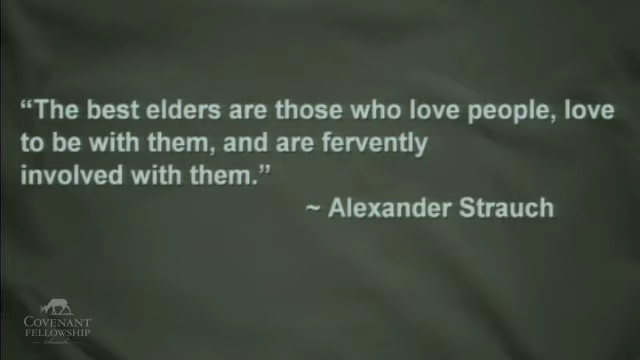 “The best elders are those who love people, love
to be with them, and are fervently
involved with them.”
~ Alexander Strauch
COVENANT
FELLOWSHIP
church